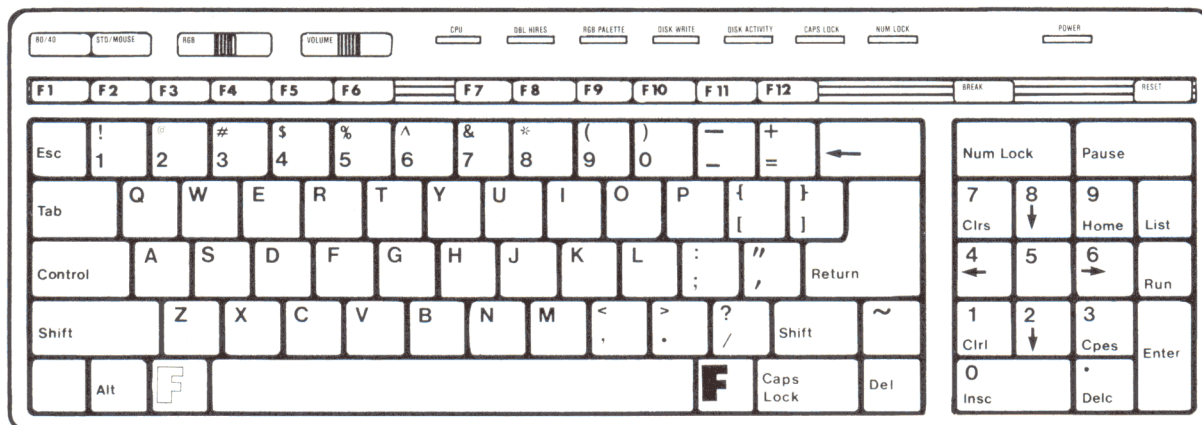 80/40 STD/MOUSE RGB VOLUME CPU DBL HIRES RGB PALETTE DISK WRITE DISK ACTIVITY CAPS LOCK NUM LOCK POWER
F1 F2 F3 F4 F5 F6 F7 F8 F9 F10 F11 F12 BREAK RESET
! @ # $ % ^ & * ( ) — +
Esc 1 2 3 4 5 6 7 8 9 0 – = ← Num Lock Pause
Q W E R T Y U I O P { } 7 8 9
Tab [ ] Clrs ↓ Home List
A S D F G H J K L : " 4 5 6
Control ; ' Return ← → Run
Z X C V B N M < > ? ~ 1 2 3
Shift , . / Shift Clrl ↓ Cpes Enter
Alt F F Caps Lock Del 0 .
Insc Delc